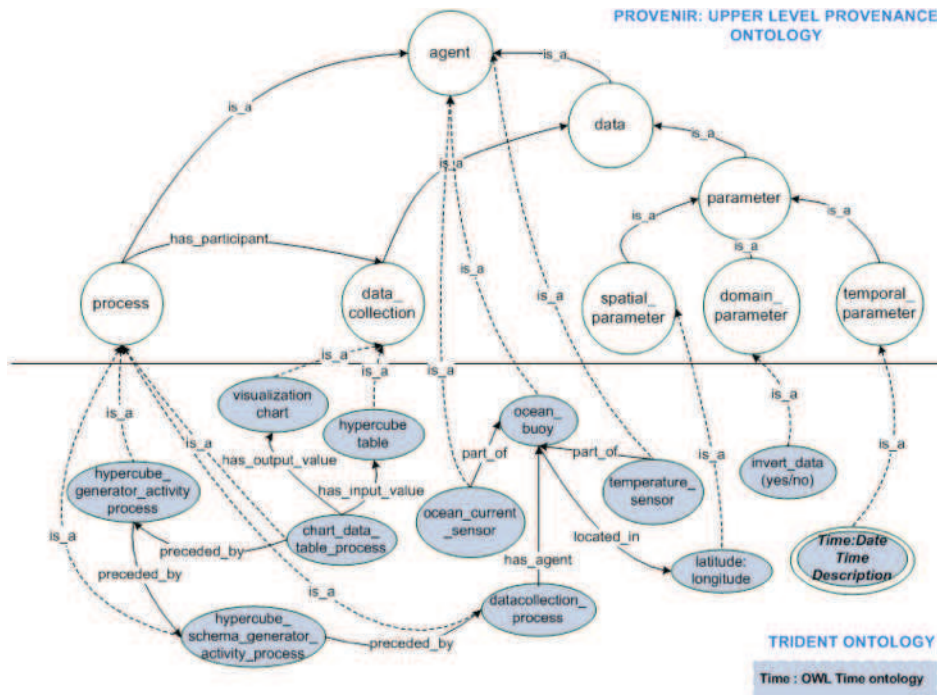 PROVENIR: UPPER LEVEL PROVENANCE
ONTOLOGY
agent
is_a
is_a
data
is_a
is_a
parameter
is_a
is_a
is_a
has_participant
process
data_
collection
spatial_
parameter
domain_
parameter
temporal_
parameter
is_a
is_a
is_a
is_a
is_a
visualization
chart
hypercube
table
ocean_
buoy
is_a
is_a
is_a
is_a
is_a
has_output_value
part_of
part_of
invert_data
(yes/no)
hypercube_
generator_activity
process
has_input_value
ocean_current
_sensor
temperature_
sensor
is_a
preceded_by
chart_data_
table_process
located_in
has_agent
Time:Date
Time
Description
latitude:
longitude
preceded_by
is_a
datacollection_
process
hypercube_
schema_generator_
activity_process
preceded_by
TRIDENT ONTOLOGY
Time : OWL Time ontology